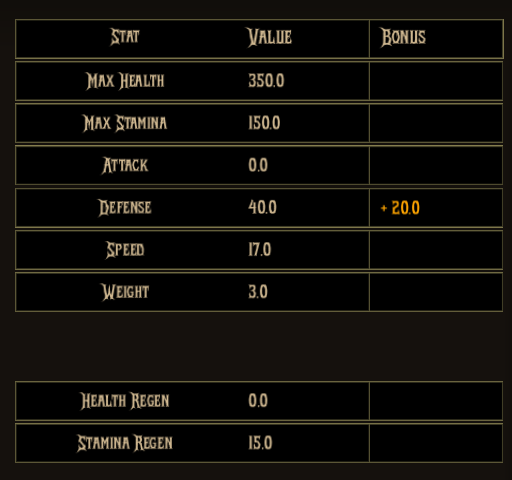 Stat Value Bonus
Max Health 350.0
Max Stamina 150.0
Attack 0.0
Defense 40.0 + 20.0
Speed 17.0
Weight 3.0
Health Regen 0.0
Stamina Regen 15.0